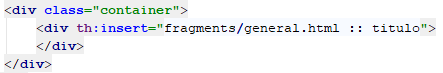 <div class="container">
    <div th:insert="fragments/general.html :: titulo">
    </div>
</div>